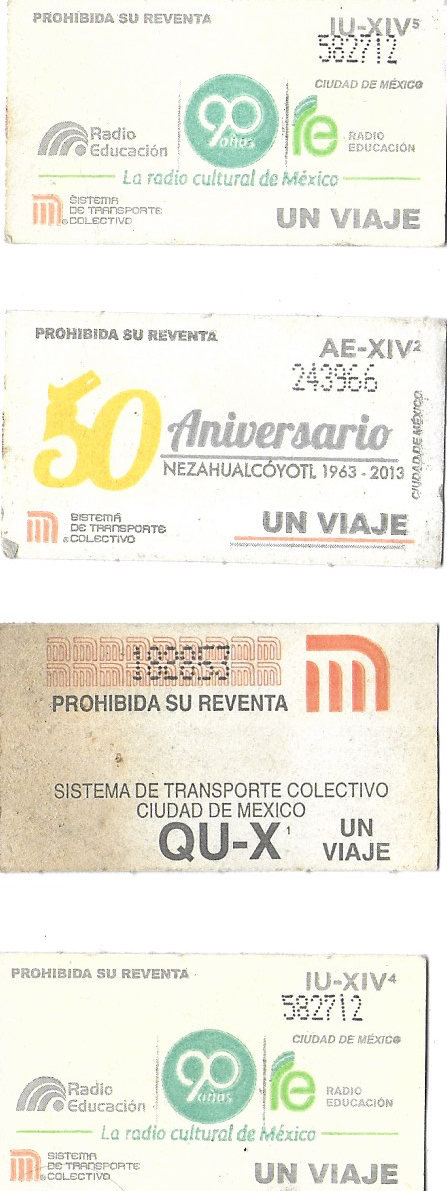 PROHIBIDA SU REVENTA
IU-XIV⁵
582712
CIUDAD DE MÉXICO
Radio
Educación
90
años
re
RADIO
EDUCACIÓN
La radio cultural de México
SISTEMA
DE TRANSPORTE
COLECTIVO
UN VIAJE
PROHIBIDA SU REVENTA
AE-XIV²
243966
50 Aniversario
NEZAHUALCÓYOTL 1963 - 2013
CIUDAD DE MÉXICO
SISTEMA
DE TRANSPORTE
COLECTIVO
UN VIAJE
182853
PROHIBIDA SU REVENTA
SISTEMA DE TRANSPORTE COLECTIVO
CIUDAD DE MEXICO
QU-X¹
UN
VIAJE
PROHIBIDA SU REVENTA
IU-XIV⁴
582712
CIUDAD DE MÉXICO
Radio
Educación
90
años
re
RADIO
EDUCACIÓN
La radio cultural de México
SISTEMA
DE TRANSPORTE
COLECTIVO
UN VIAJE